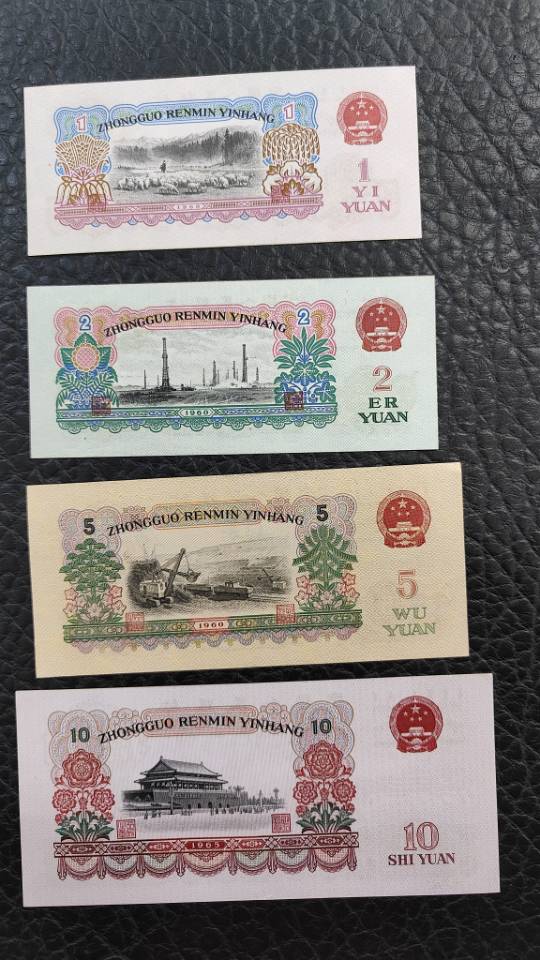 1 ZHONGGUO RENMIN YINHANG 1
1
YI
YUAN
1960
2 ZHONGGUO RENMIN YINHANG 2
2
ER
YUAN
1960
5 ZHONGGUO RENMIN YINHANG 5
5
WU
YUAN
1960
10 ZHONGGUO RENMIN YINHANG 10
10
SHI YUAN
1965